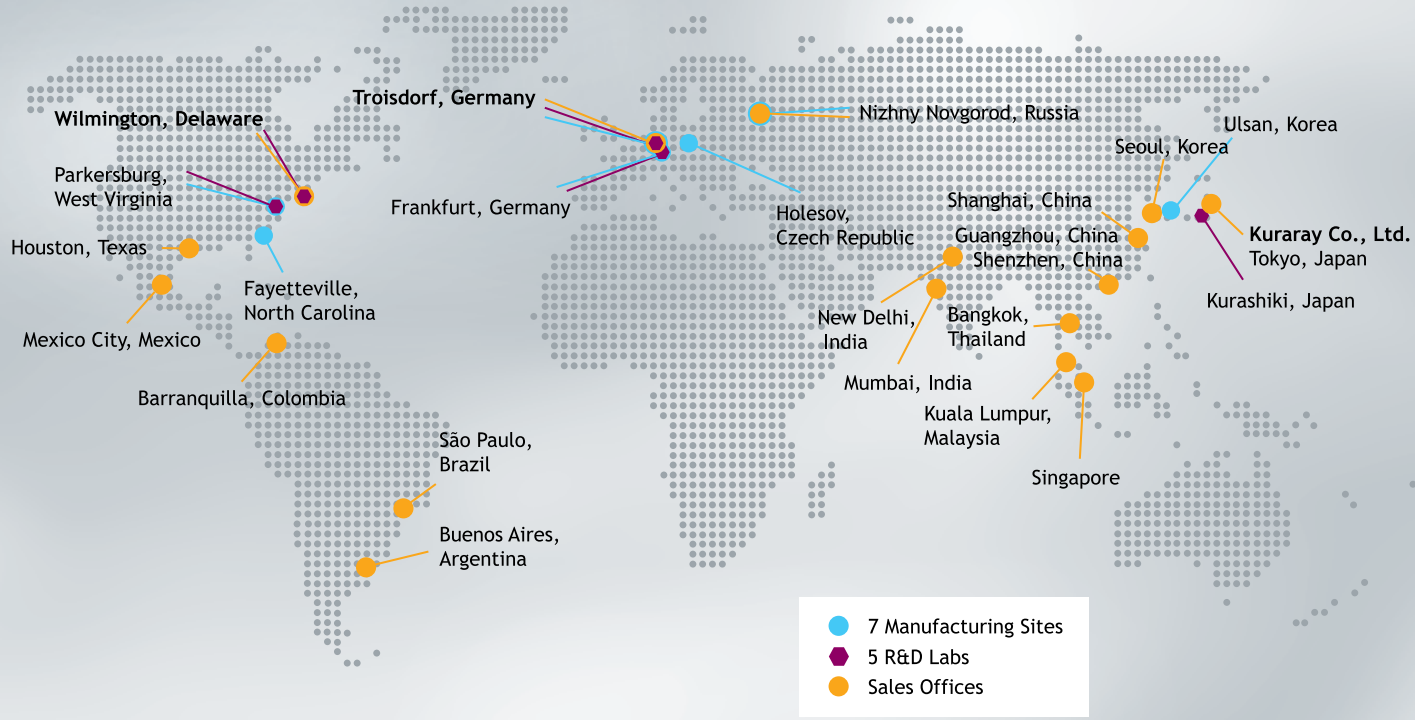 Troisdorf, Germany
Nizhny Novgorod, Russia
Wilmington, Delaware
Ulsan, Korea
Seoul, Korea
Parkersburg,
West Virginia
Frankfurt, Germany
Holesov,
Czech Republic
Shanghai, China
Guangzhou, China
Shenzhen, China
Kuraray Co., Ltd.
Tokyo, Japan
Houston, Texas
Fayetteville,
North Carolina
Kurashiki, Japan
New Delhi,
India
Bangkok,
Thailand
Mexico City, Mexico
Mumbai, India
Barranquilla, Colombia
Kuala Lumpur,
Malaysia
São Paulo,
Brazil
Singapore
Buenos Aires,
Argentina
7 Manufacturing Sites
5 R&D Labs
Sales Offices